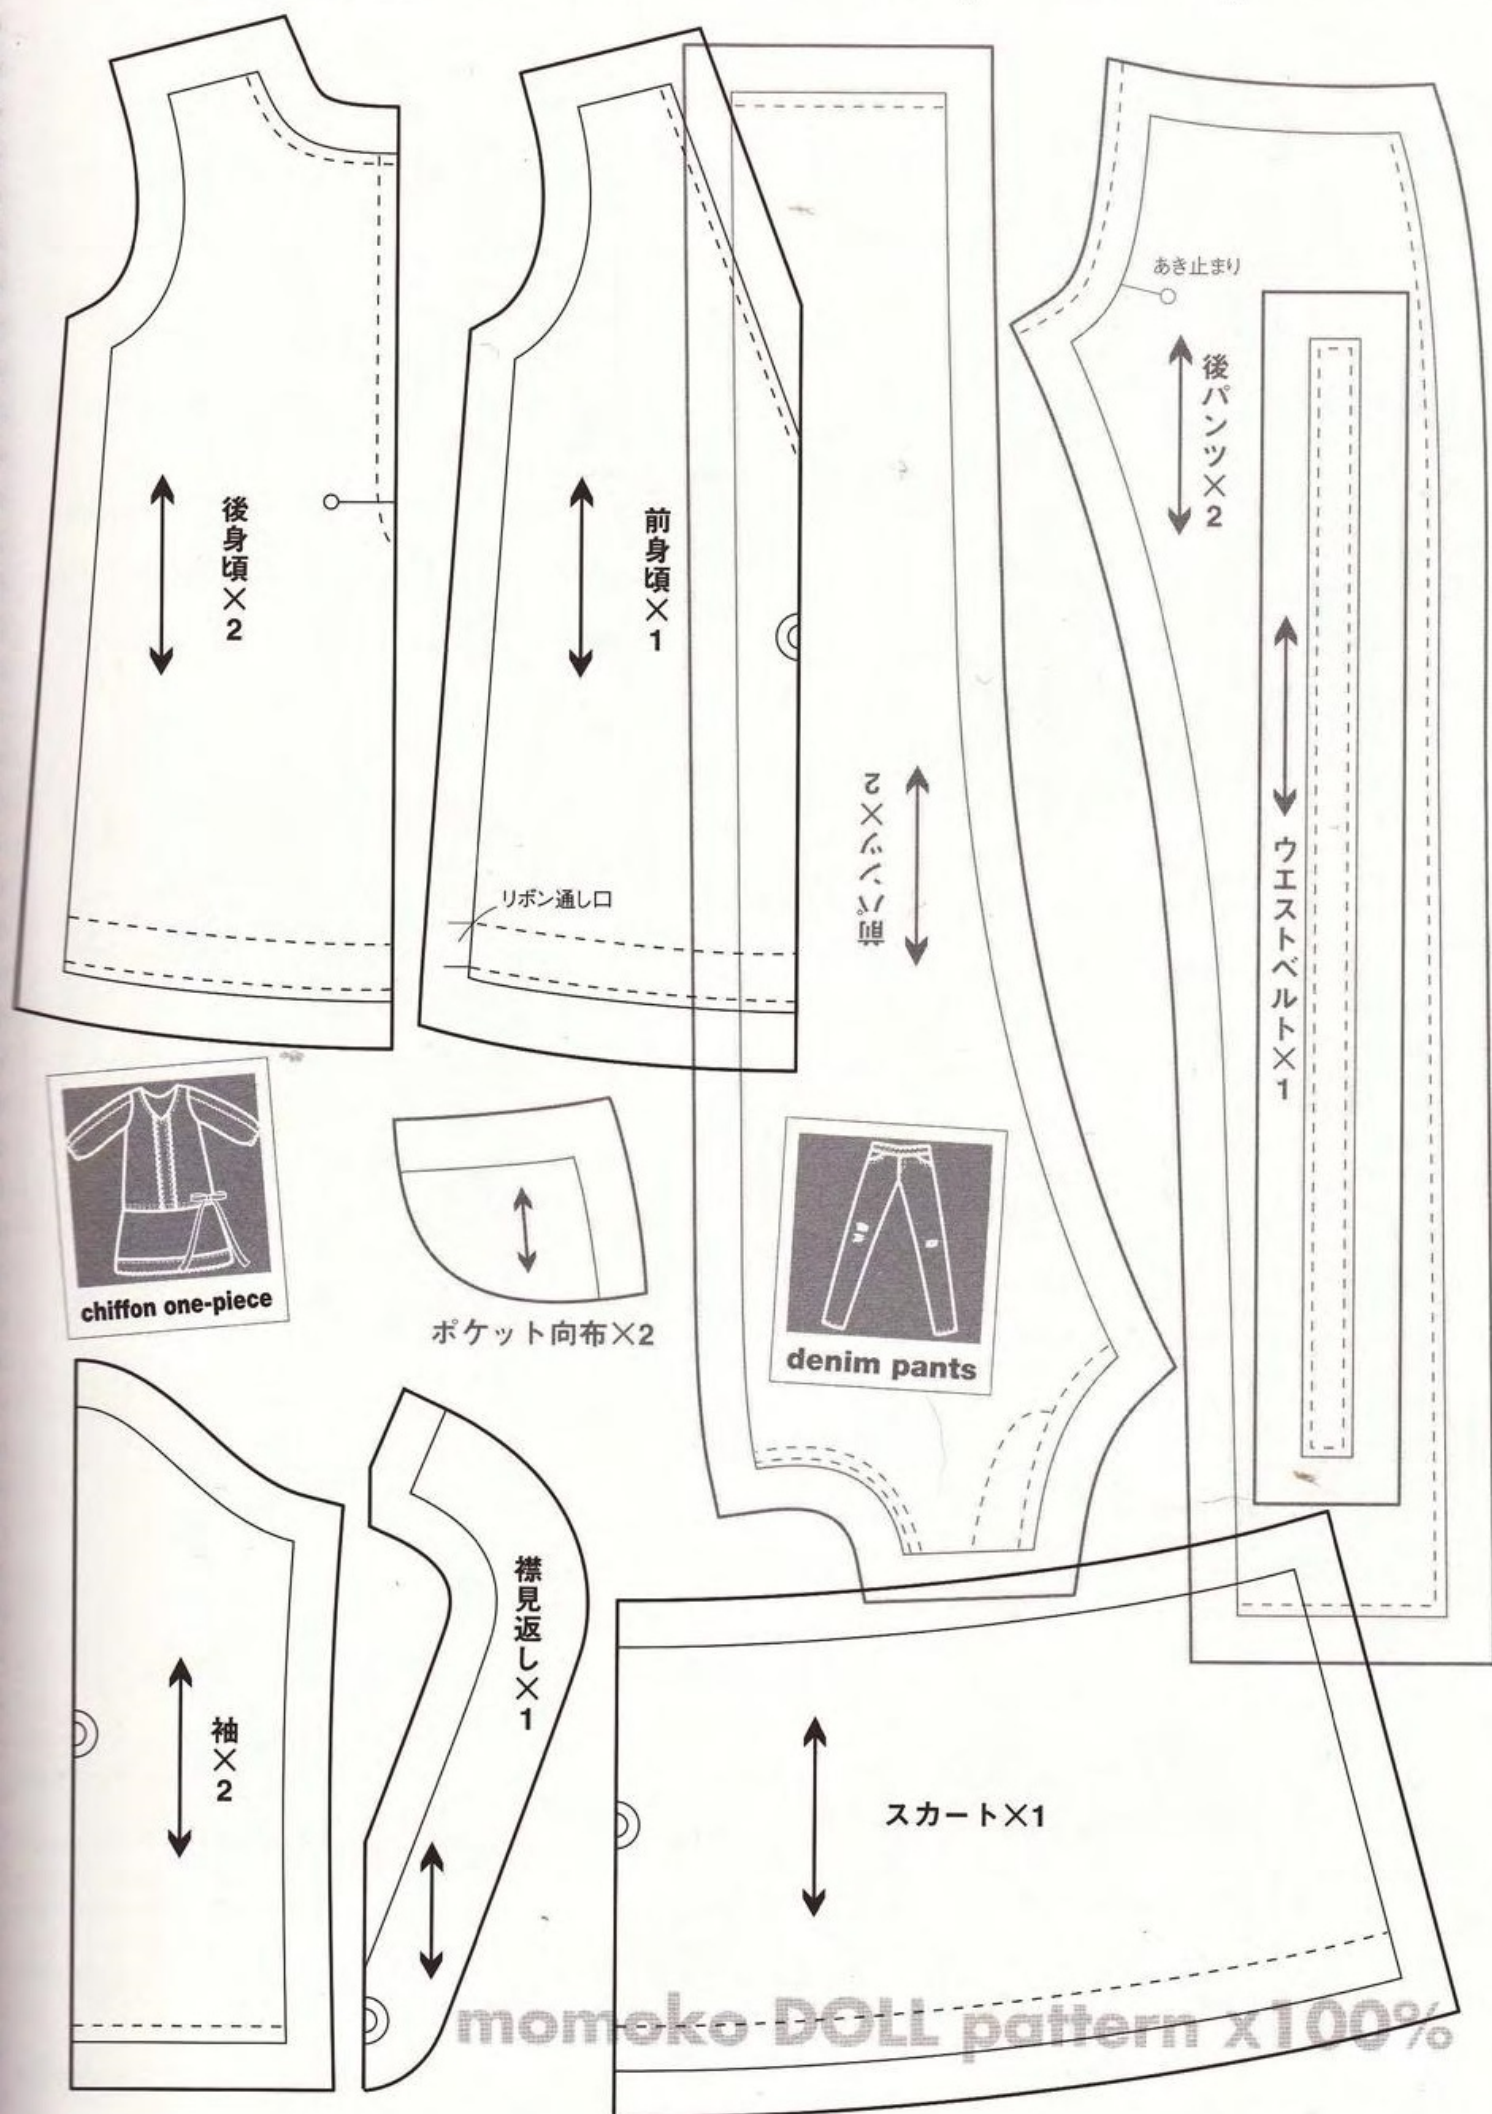 あき止まり
後パンツ×2
後身頃×2
前身頃×1
前パンツ×2
ウエストベルト×1
リボン通し口
chiffon one-piece
ポケット向布×2
denim pants
襟見返し×1
袖×2
スカート×1
momoko DOLL pattern x100%